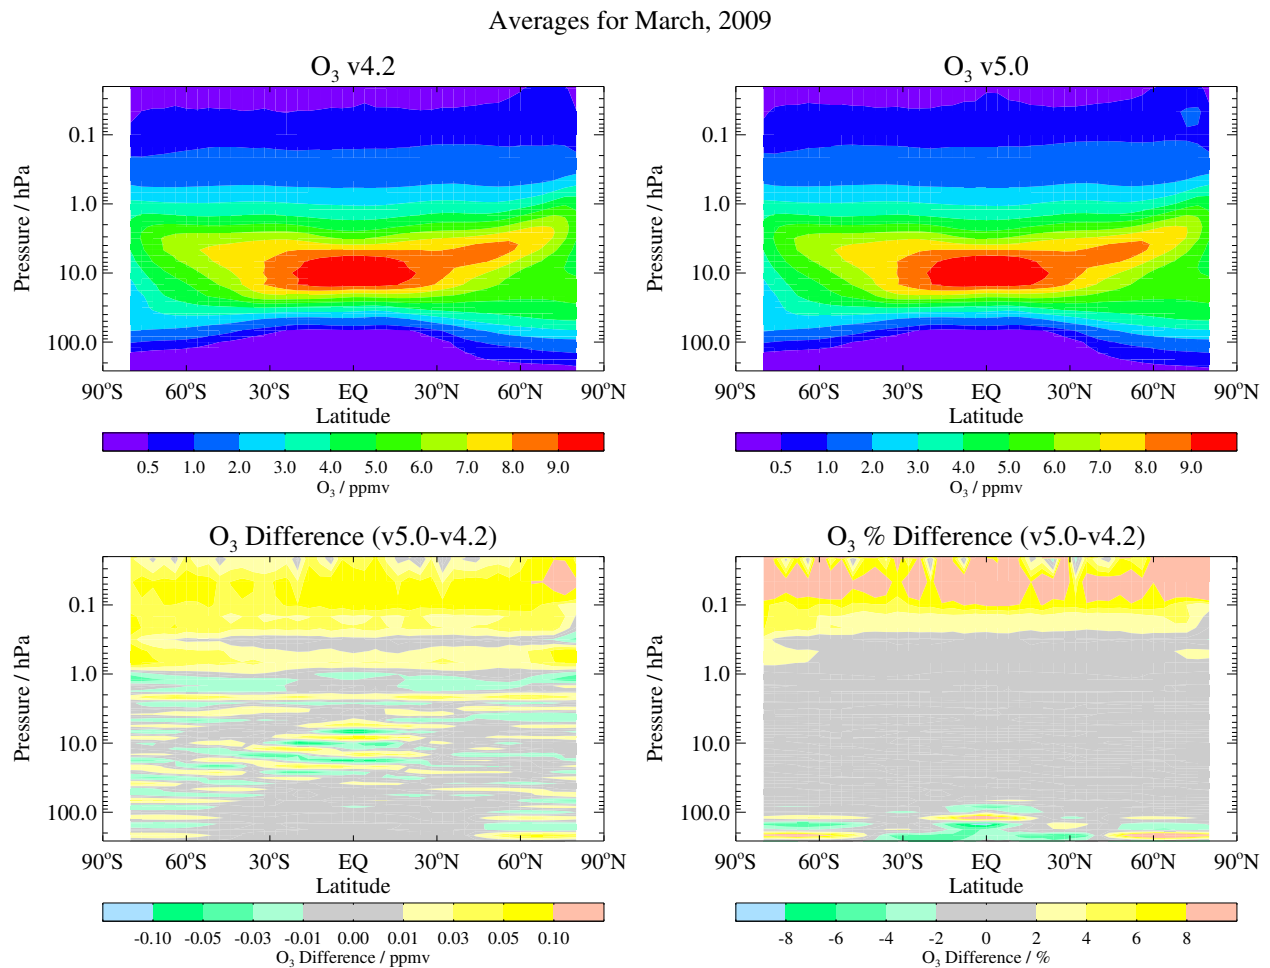 Averages for March, 2009
O₃ v4.2
O₃ v5.0
Pressure / hPa
0.1
1.0
10.0
100.0
90°S 60°S 30°S EQ 30°N 60°N 90°N
Latitude
0.5 1.0 2.0 3.0 4.0 5.0 6.0 7.0 8.0 9.0
O₃ / ppmv
Pressure / hPa
0.1
1.0
10.0
100.0
90°S 60°S 30°S EQ 30°N 60°N 90°N
Latitude
0.5 1.0 2.0 3.0 4.0 5.0 6.0 7.0 8.0 9.0
O₃ / ppmv
O₃ Difference (v5.0-v4.2)
O₃ % Difference (v5.0-v4.2)
Pressure / hPa
0.1
1.0
10.0
100.0
90°S 60°S 30°S EQ 30°N 60°N 90°N
Latitude
-0.10 -0.05 -0.03 -0.01 0.00 0.01 0.03 0.05 0.10
O₃ Difference / ppmv
Pressure / hPa
0.1
1.0
10.0
100.0
90°S 60°S 30°S EQ 30°N 60°N 90°N
Latitude
-8 -6 -4 -2 0 2 4 6 8
O₃ Difference / %